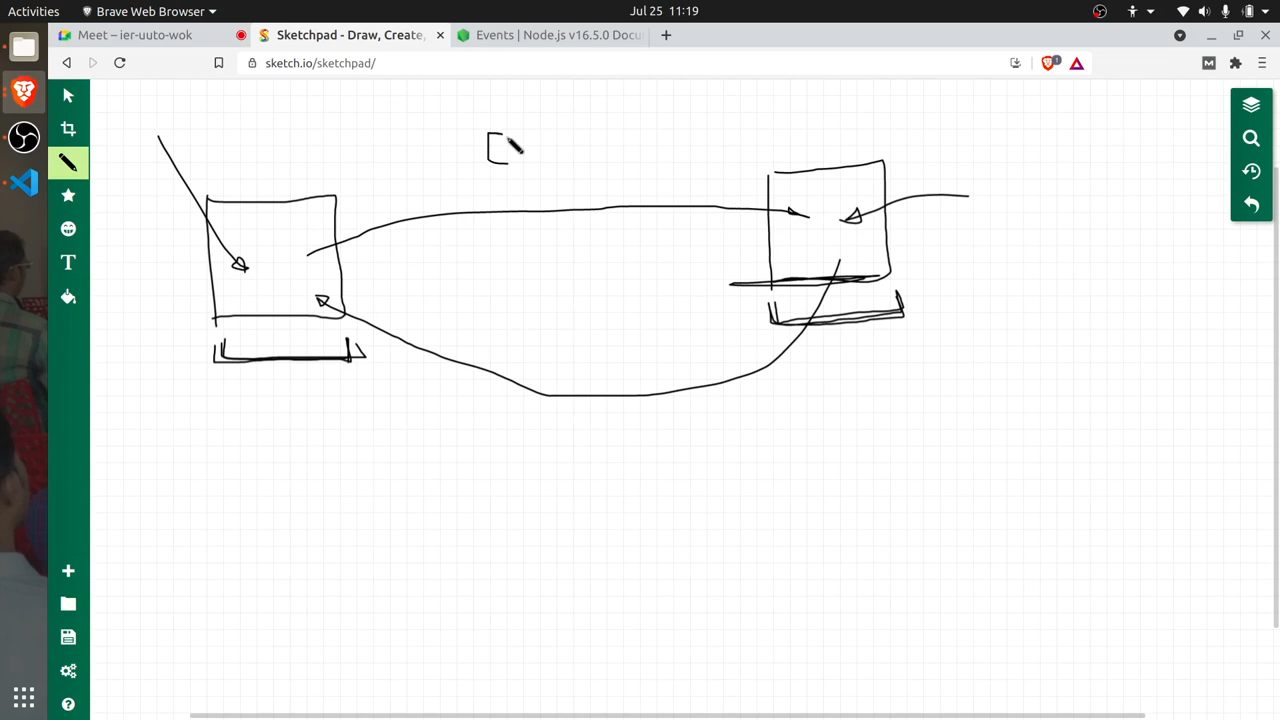 Activities
Brave Web Browser
Jul 25 11:19
Meet – ier-uuto-wok
Sketchpad - Draw, Create,
Events | Node.js v16.5.0 Docu
sketch.io/sketchpad/
1
M
T
?